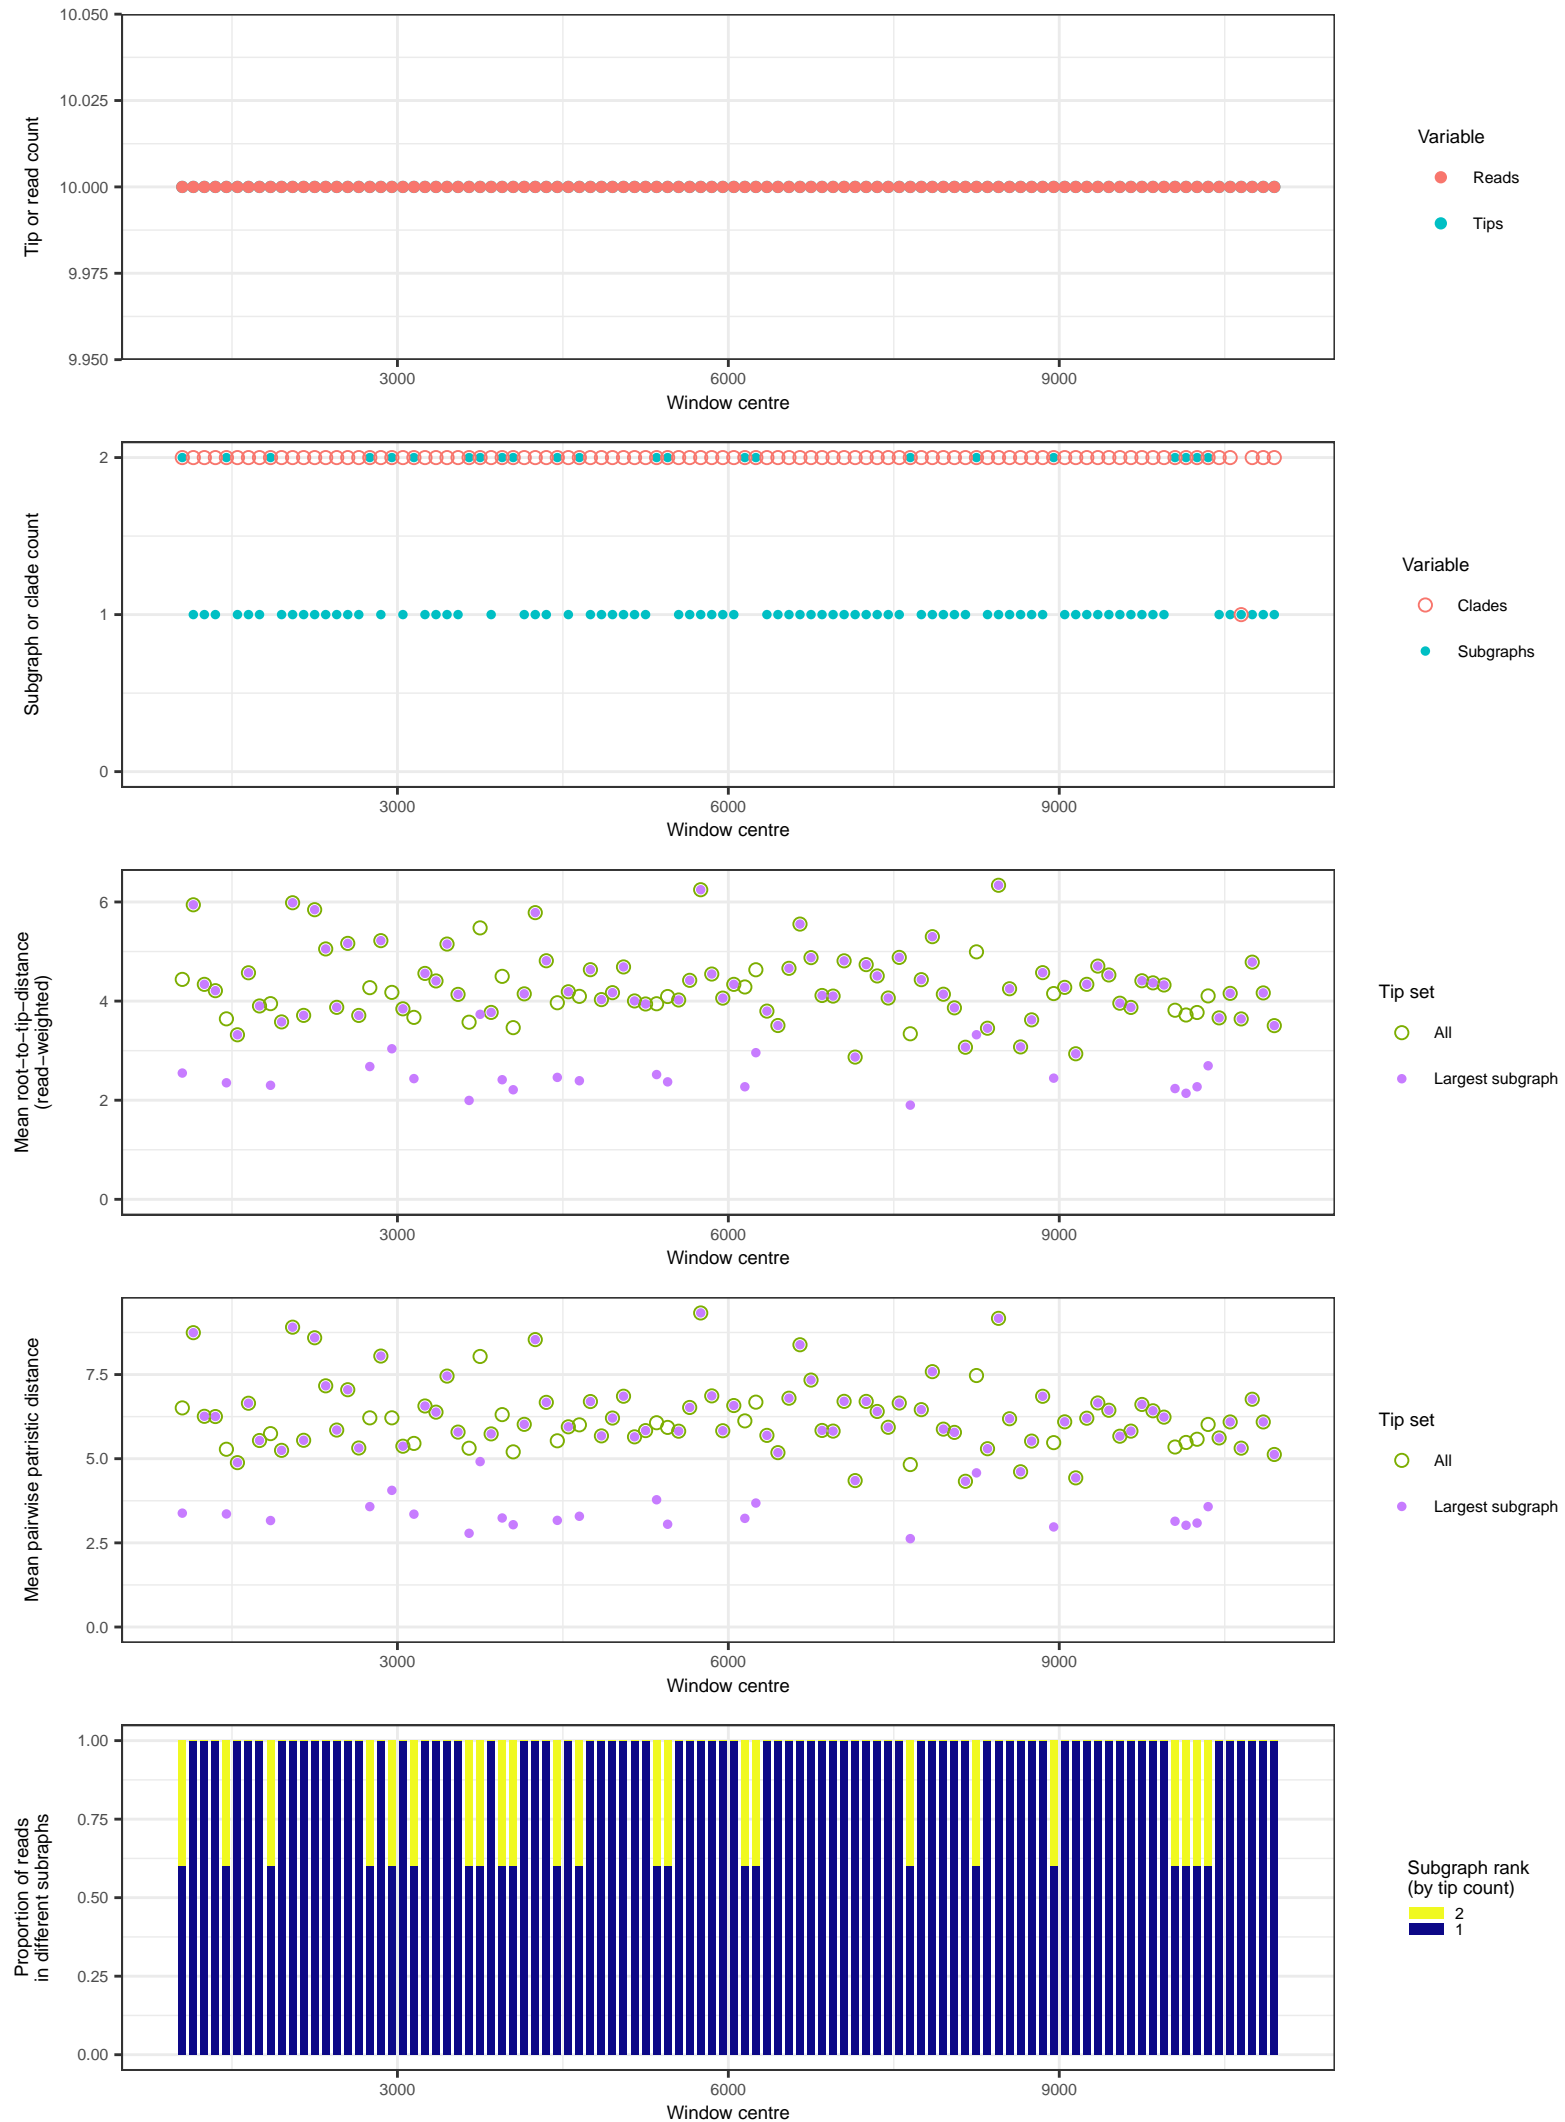 10.050
10.025
10.000
9.975
9.950
Tip or read count
3000
6000
9000
Window centre
Variable
Reads
Tips
2
1
0
Subgraph or clade count
3000
6000
9000
Window centre
Variable
Clades
Subgraphs
6
4
2
0
Mean root−to−tip−distance
(read−weighted)
3000
6000
9000
Window centre
Tip set
All
Largest subgraph
7.5
5.0
2.5
0.0
Mean pairwise patristic distance
3000
6000
9000
Window centre
Tip set
All
Largest subgraph
1.00
0.75
0.50
0.25
0.00
Proportion of reads
in different subraphs
3000
6000
9000
Window centre
Subgraph rank
(by tip count)
2
1